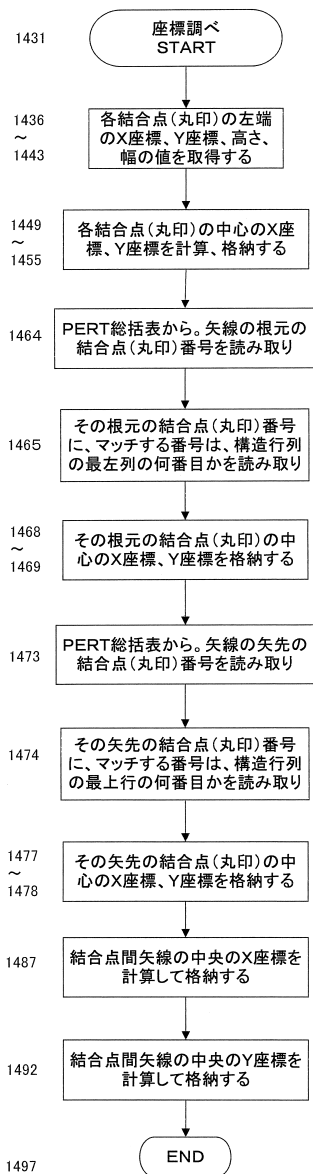 1431
座標調べ
START
1436
～
1443
各結合点(丸印)の左端
のX座標、Y座標、高さ、
幅の値を取得する
1449
～
1455
各結合点(丸印)の中心のX座
標、Y座標を計算、格納する
1464
PERT総括表から。矢線の根元の
結合点(丸印)番号を読み取り
1465
その根元の結合点(丸印)番号
に、マッチする番号は、構造行列
の最左列の何番目かを読み取り
1468
～
1469
その根元の結合点(丸印)の中
心のX座標、Y座標を格納する
1473
PERT総括表から。矢線の矢先の
結合点(丸印)番号を読み取り
1474
その矢先の結合点(丸印)番号
に、マッチする番号は、構造行列
の最上行の何番目かを読み取り
1477
～
1478
その矢先の結合点(丸印)の中
心のX座標、Y座標を格納する
1487
結合点間矢線の中央のX座標を
計算して格納する
1492
結合点間矢線の中央のY座標を
計算して格納する
1497
END